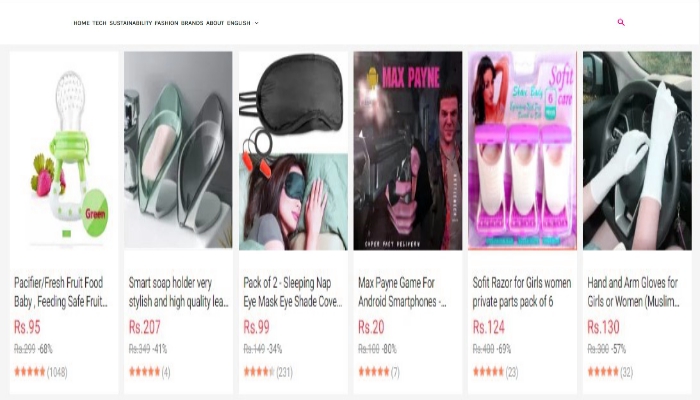 HOME TECH SUSTAINABILITY FASHION BRANDS ABOUT ENGLISH
Green
MAX PAYNE
Sofit
care
6
Pacifier/Fresh Fruit Food
Baby , Feeding Safe Fruit...
Rs.95
Rs.299 -68%
(1048)
Smart soap holder very
stylish and high quality lea...
Rs.207
Rs.349 -41%
(4)
Pack of 2 - Sleeping Nap
Eye Mask Eye Shade Cove...
Rs.99
Rs.149 -34%
(231)
Max Payne Game For
Android Smartphones -...
Rs.20
Rs.100 -80%
(7)
Sofit Razor for Girls women
private parts pack of 6
Rs.124
Rs.400 -69%
(23)
Hand and Arm Gloves for
Girls or Women (Muslim...
Rs.130
Rs.300 -57%
(32)